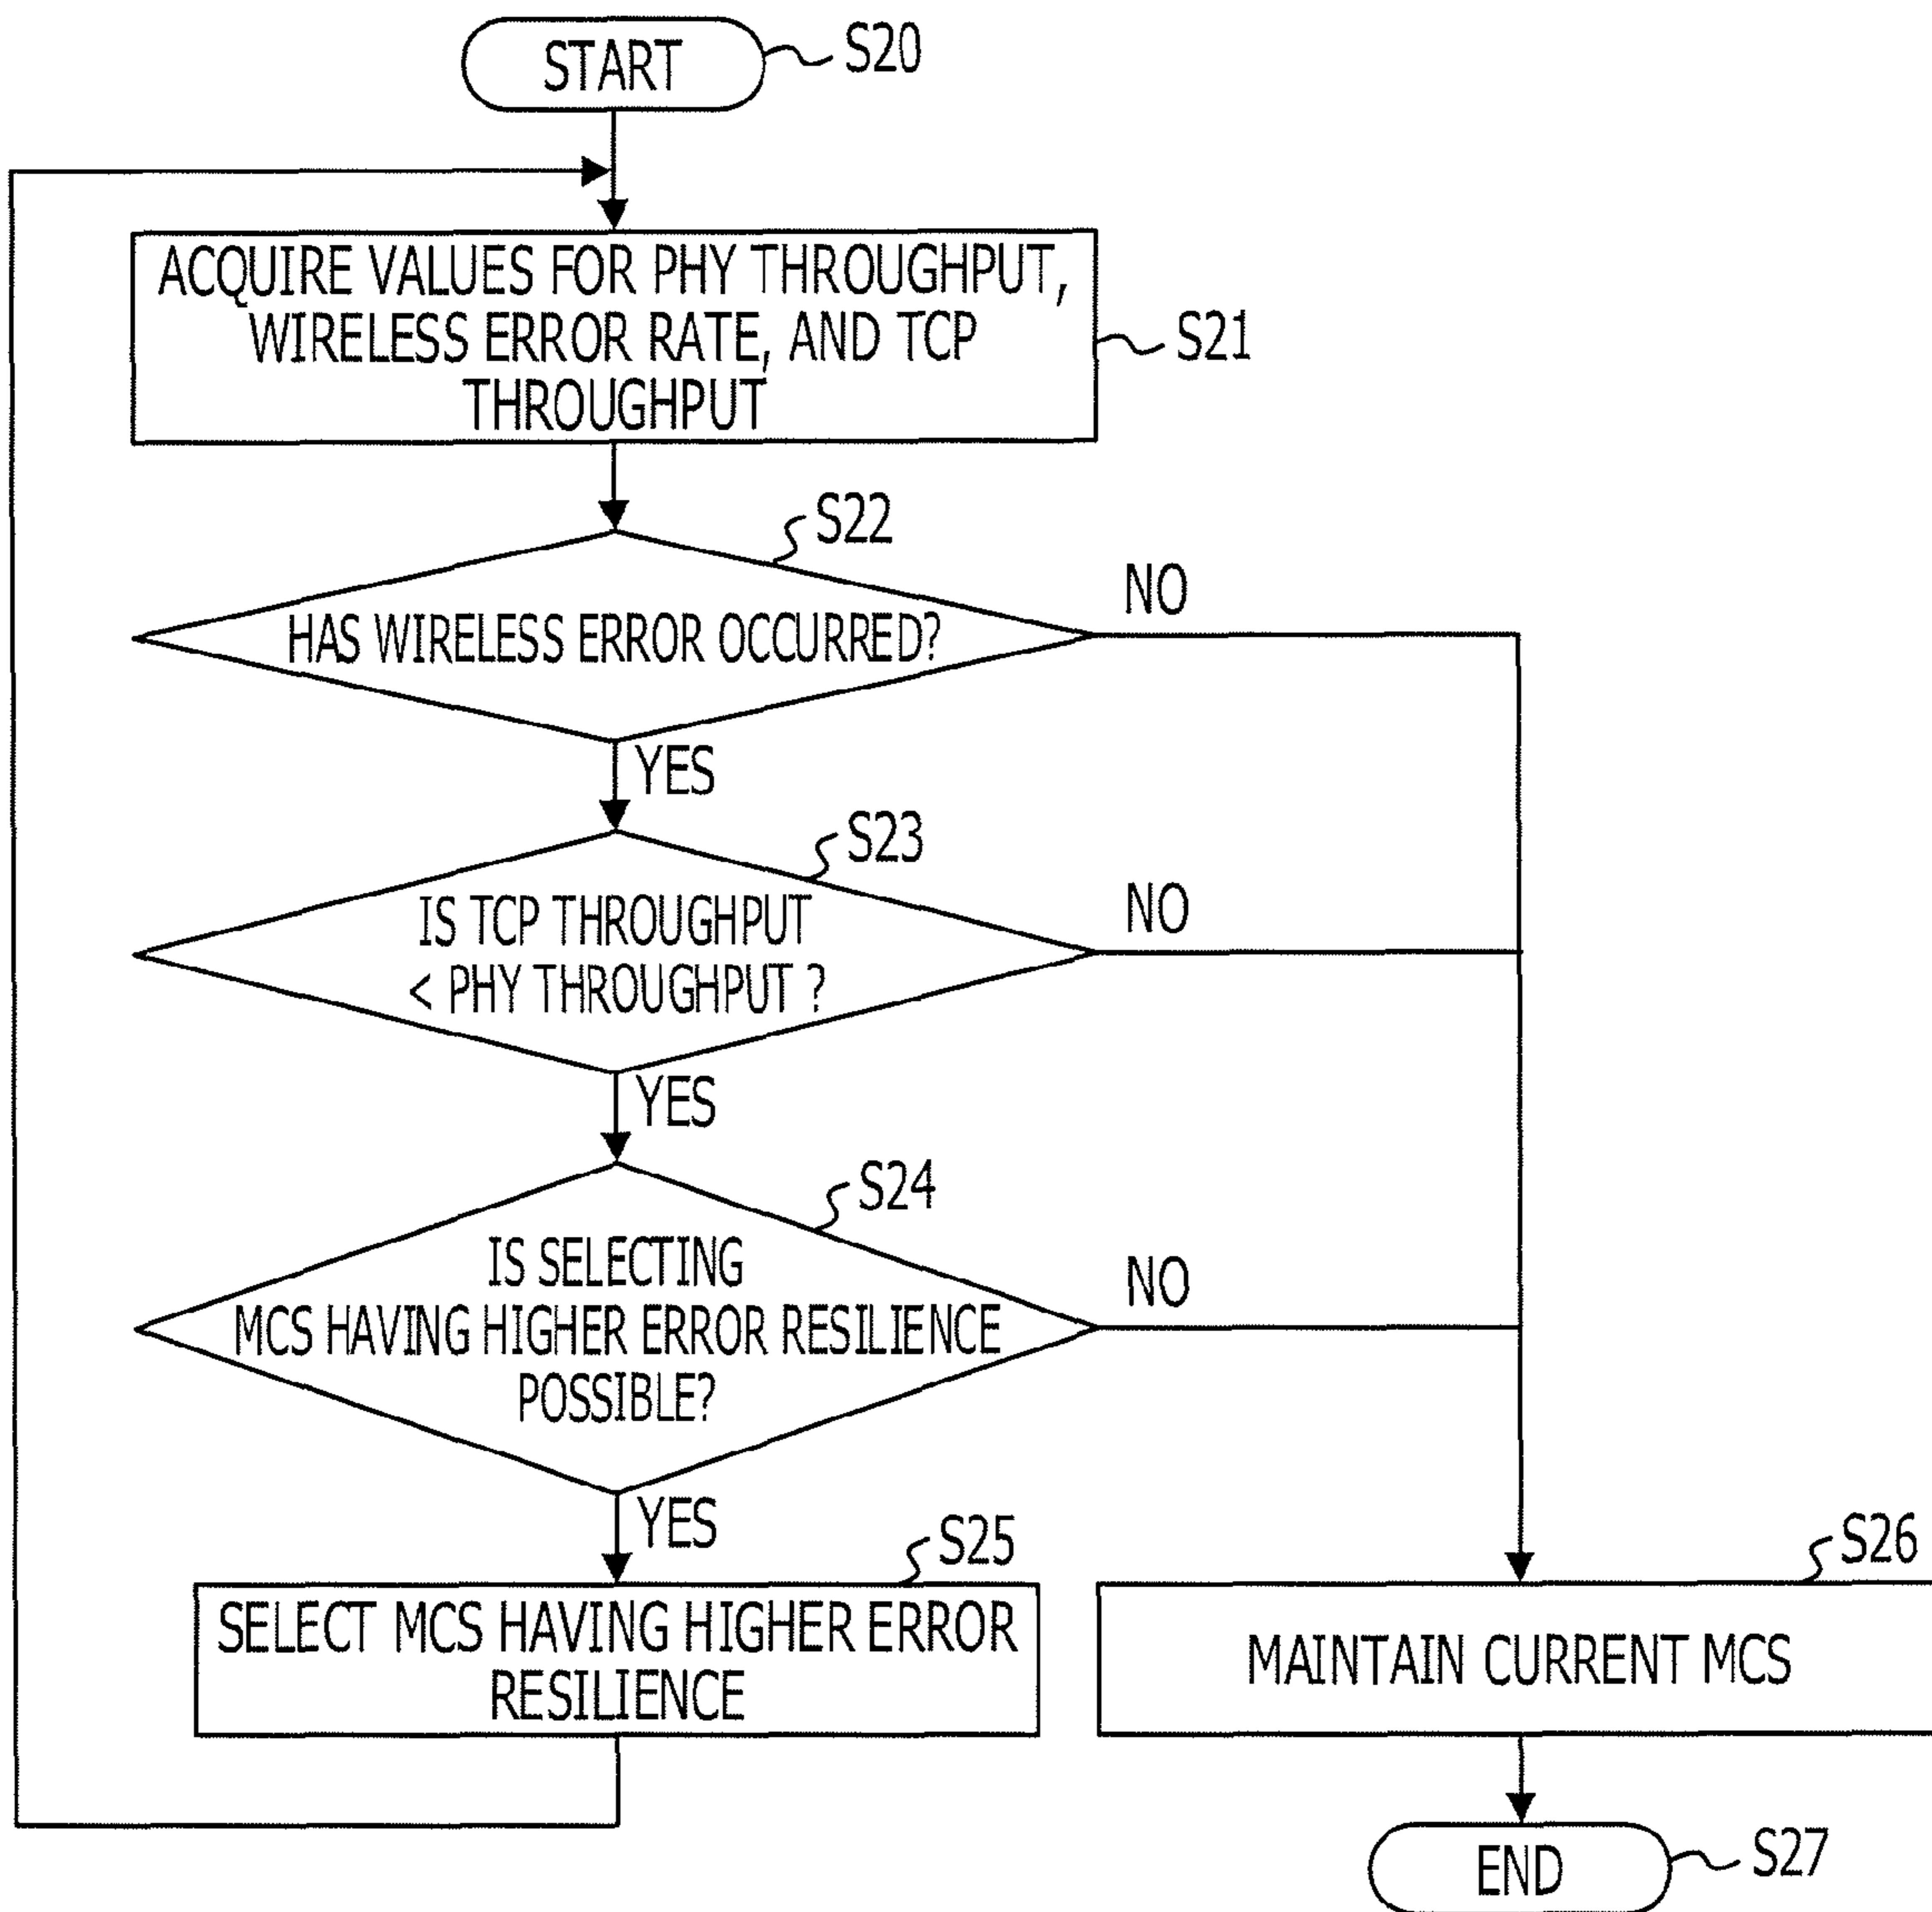 START
S20
ACQUIRE VALUES FOR PHY THROUGHPUT,
WIRELESS ERROR RATE, AND TCP
THROUGHPUT
S21
S22
HAS WIRELESS ERROR OCCURRED?
NO
YES
S23
IS TCP THROUGHPUT
< PHY THROUGHPUT ?
NO
YES
S24
IS SELECTING
MCS HAVING HIGHER ERROR RESILIENCE
POSSIBLE?
NO
YES
S25
SELECT MCS HAVING HIGHER ERROR
RESILIENCE
S26
MAINTAIN CURRENT MCS
END
S27